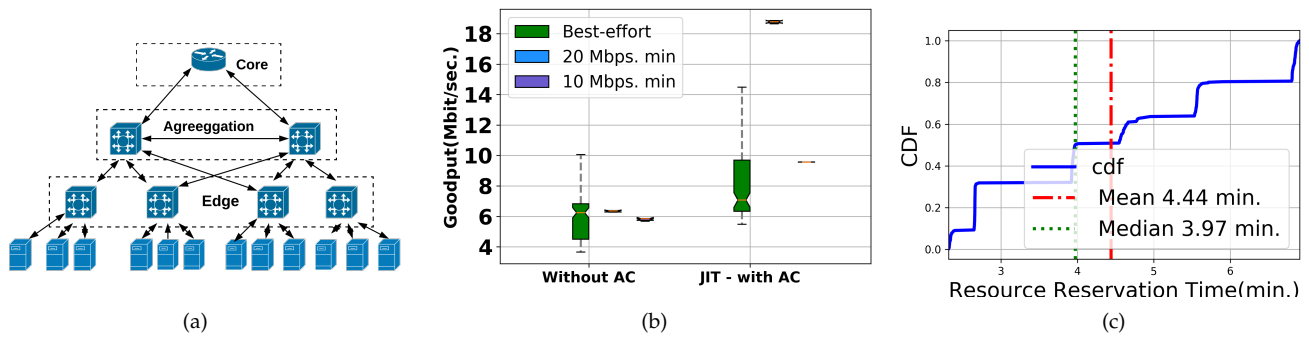 Core
Agreeggation
Edge
(a)
Goodput(Mbit/sec.)
18
16
14
12
10
8
6
4
Best-effort
20 Mbps. min
10 Mbps. min
Without AC
JIT - with AC
(b)
CDF
1.0
0.8
0.6
0.4
0.2
0.0
cdf
Mean 4.44 min.
Median 3.97 min.
3
4
5
6
Resource Reservation Time(min.)
(c)